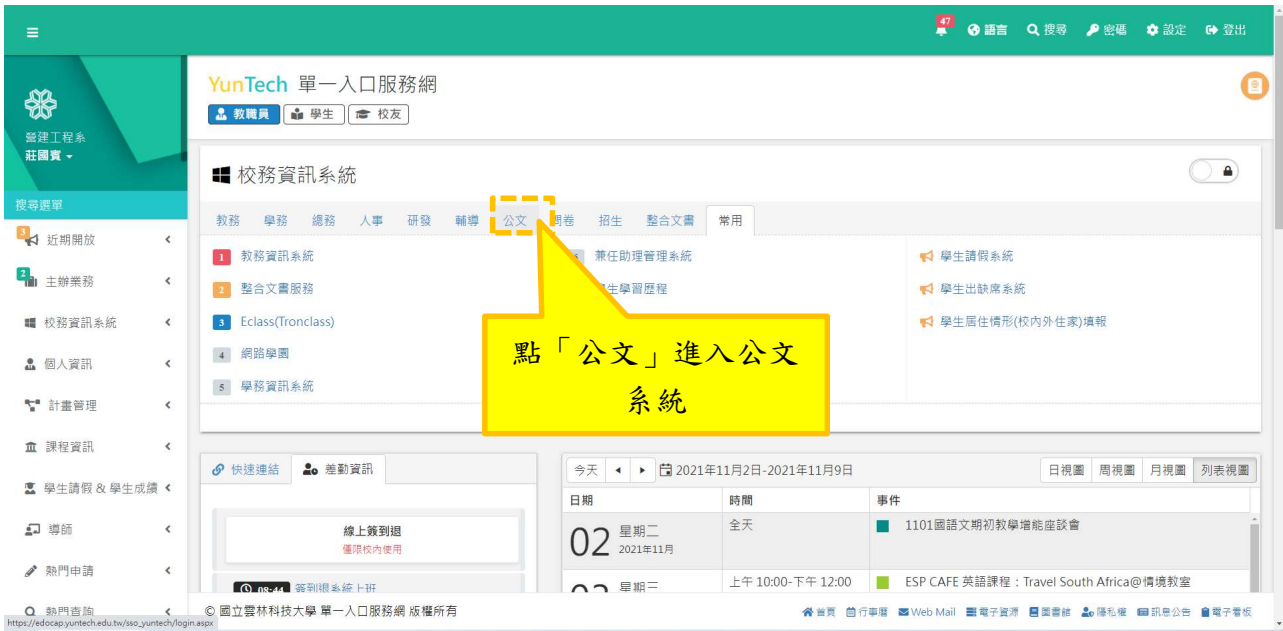 47
語言 搜尋 密碼 設定 登出
YunTech 單一入口服務網
教職員 學生 校友
營建工程系
莊國賓
校務資訊系統
搜尋選單
教務 學務 總務 人事 研發 輔導 公文 問卷 招生 整合文書 常用
3 近期開放
2 主辦業務
校務資訊系統
個人資訊
計畫管理
課程資訊
學生請假 & 學生成績
導師
熱門申請
熱門查詢
1 教務資訊系統
2 整合文書服務
3 Eclass(Tronclass)
4 網路學園
5 學務資訊系統
兼任助理管理系統
學生學習歷程
學生請假系統
學生出缺席系統
學生居住情形(校內外住家)填報
點「公文」進入公文
系統
快速連結 差勤資訊
線上簽到退
僅限校內使用
08:44 簽到退系統上班
今天 2021年11月2日-2021年11月9日 日視圖 周視圖 月視圖 列表視圖
日期 時間 事件
02 星期二 2021年11月 全天 1101國語文期初教學增能座談會
星期三 上午 10:00-下午 12:00 ESP CAFE 英語課程：Travel South Africa@情境教室
© 國立雲林科技大學 單一入口服務網 版權所有
首頁 行事曆 Web Mail 電子資源 圖書館 隱私權 訊息公告 電子看板
https://edocap.yuntech.edu.tw/sso_yuntech/login.aspx